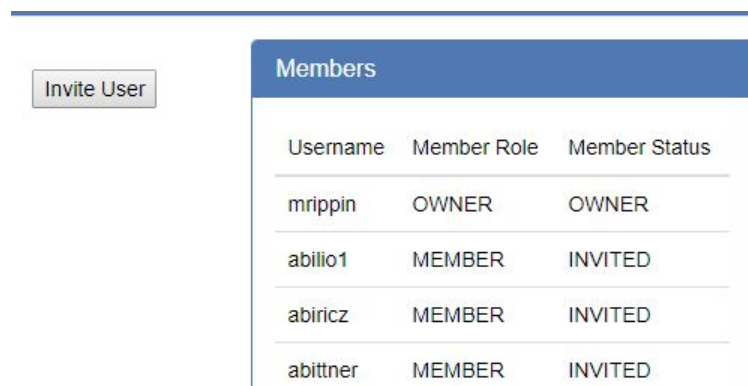 Invite User
Members
Username Member Role Member Status
mrippin OWNER OWNER
abilio1 MEMBER INVITED
abiricz MEMBER INVITED
abittner MEMBER INVITED